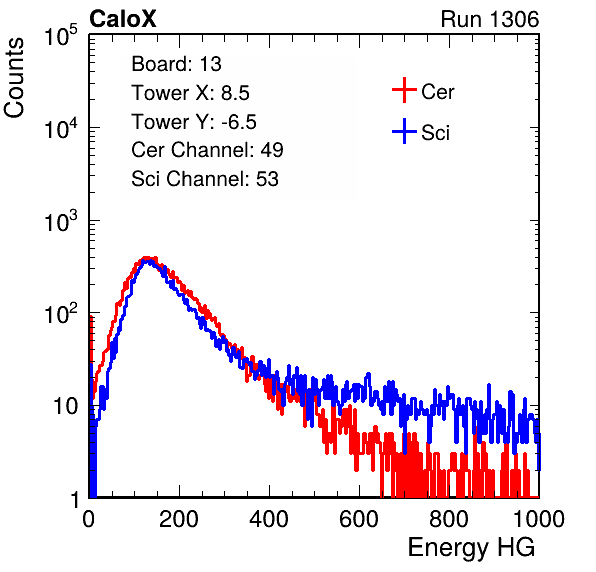 CaloX Run 1306
Counts
Board: 13
Tower X: 8.5
Tower Y: -6.5
Cer Channel: 49
Sci Channel: 53
Cer
Sci
10^5
10^4
10^3
10^2
10
1
0 200 400 600 800 1000
Energy HG